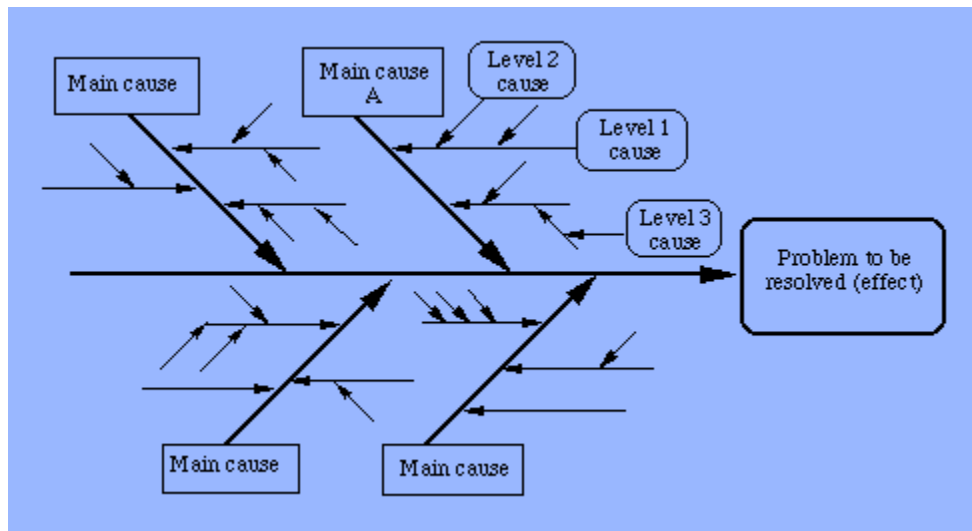 Main cause
Main cause
A
Level 2
cause
Level 1
cause
Level 3
cause
Problem to be
resolved (effect)
Main cause
Main cause